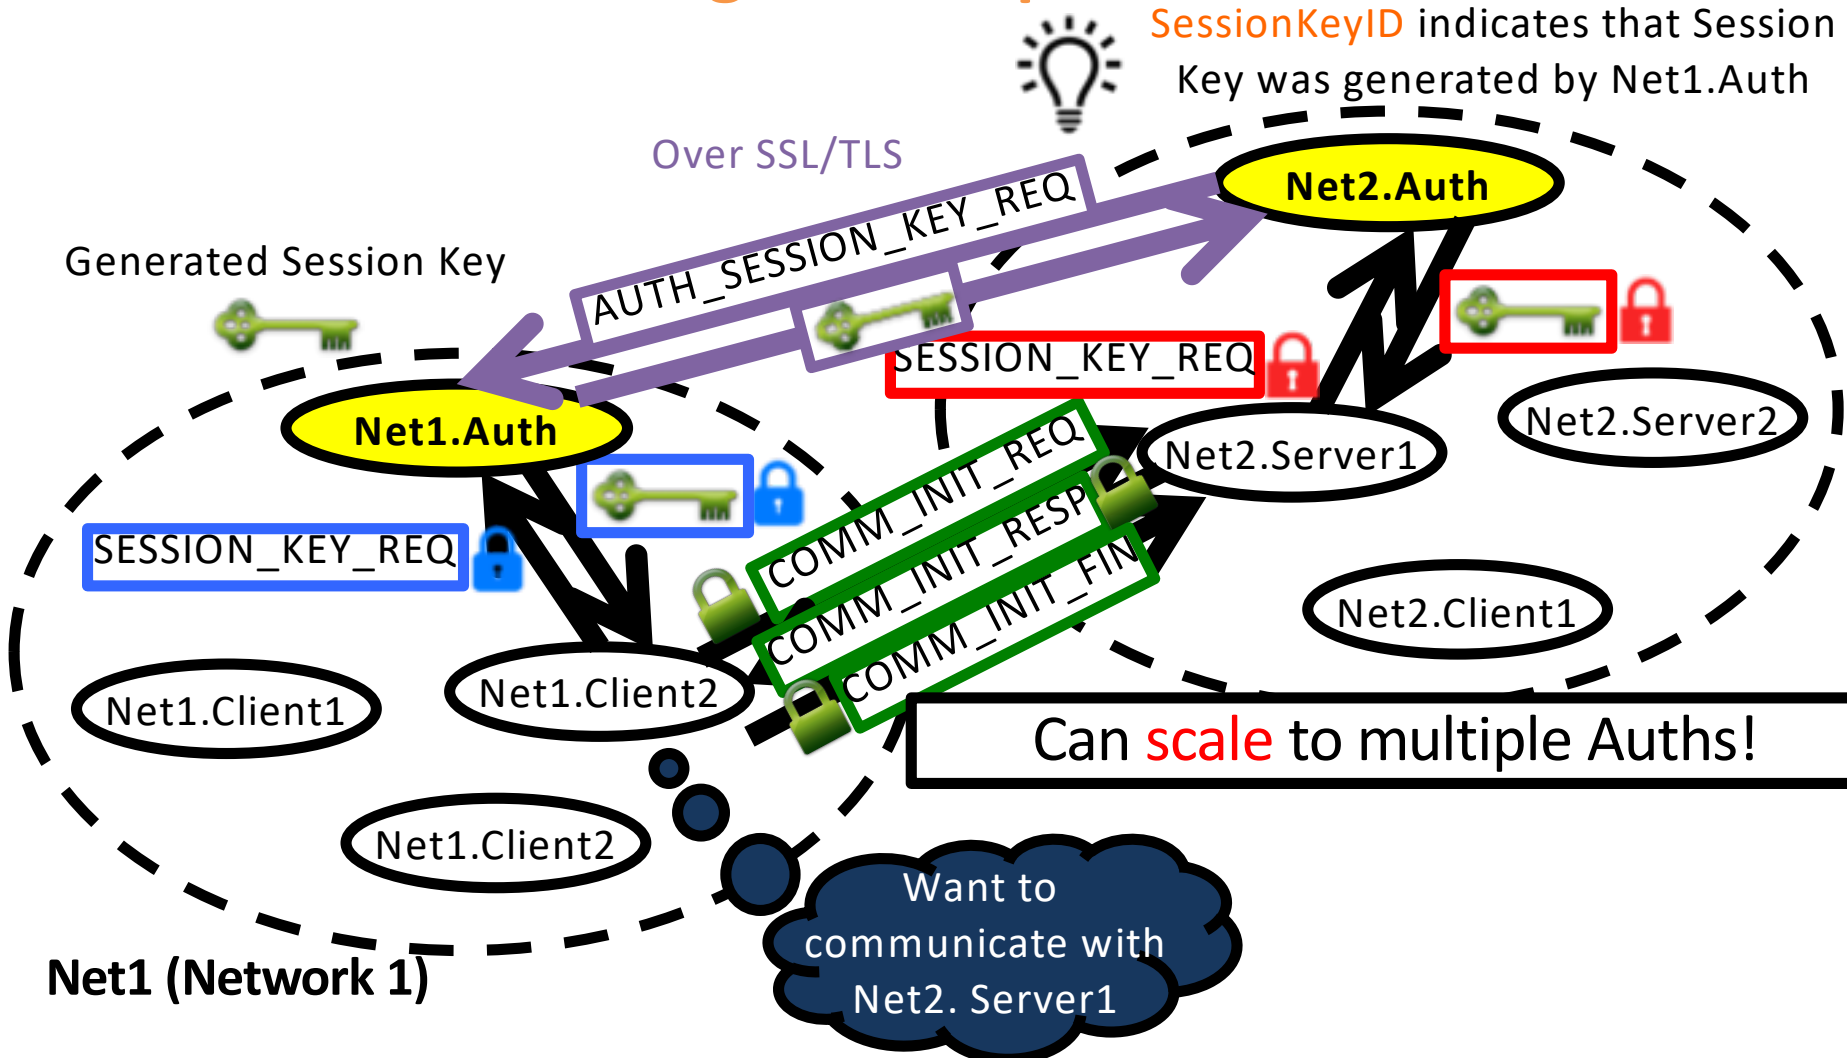 SessionKeyID indicates that Session
Key was generated by Net1.Auth
Over SSL/TLS
Net2.Auth
AUTH_SESSION_KEY_REQ
Generated Session Key
SESSION_KEY_REQ
Net1.Auth
Net2.Server2
Net2.Server1
COMM_INIT_REQ
COMM_INIT_RESP
COMM_INIT_FIN
SESSION_KEY_REQ
Net2.Client1
Net1.Client1
Net1.Client2
Can scale to multiple Auths!
Net1.Client2
Want to
communicate with
Net2. Server1
Net1 (Network 1)